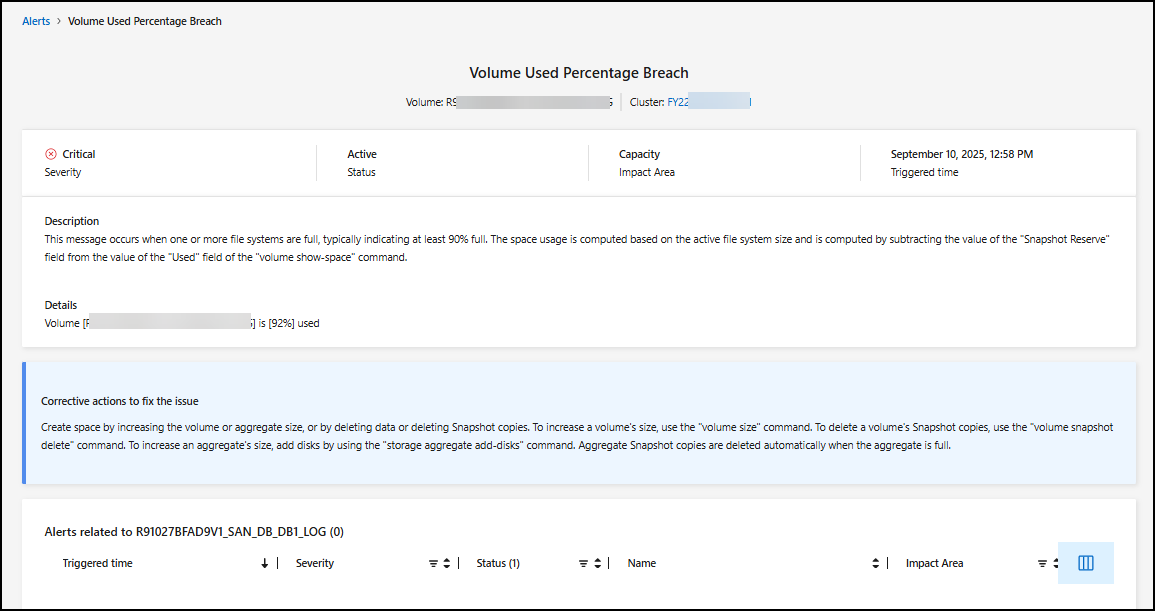 Alerts > Volume Used Percentage Breach
Volume Used Percentage Breach
Volume: R9 Cluster: FY22
Critical Active Capacity September 10, 2025, 12:58 PM
Severity Status Impact Area Triggered time
Description
This message occurs when one or more file systems are full, typically indicating at least 90% full. The space usage is computed based on the active file system size and is computed by subtracting the value of the "Snapshot Reserve"
field from the value of the "Used" field of the "volume show-space" command.
Details
Volume [ ] is [92%] used
Corrective actions to fix the issue
Create space by increasing the volume or aggregate size, or by deleting data or deleting Snapshot copies. To increase a volume's size, use the "volume size" command. To delete a volume's Snapshot copies, use the "volume snapshot
delete" command. To increase an aggregate's size, add disks by using the "storage aggregate add-disks" command. Aggregate Snapshot copies are deleted automatically when the aggregate is full.
Alerts related to R91027BFAD9V1_SAN_DB_DB1_LOG (0)
Triggered time Severity Status (1) Name Impact Area